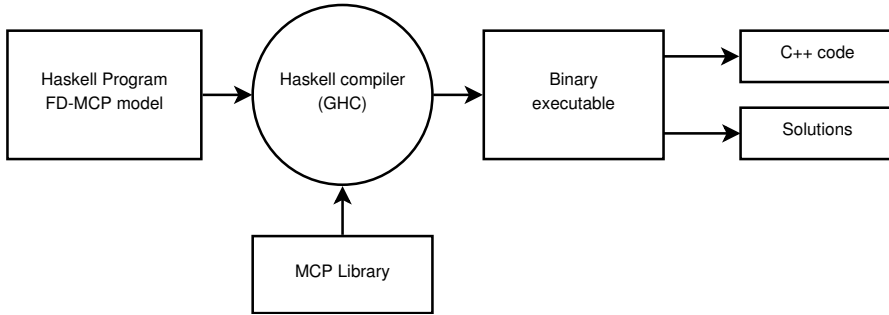 Haskell Program
FD-MCP model
Haskell compiler
(GHC)
Binary
executable
C++ code
Solutions
MCP Library